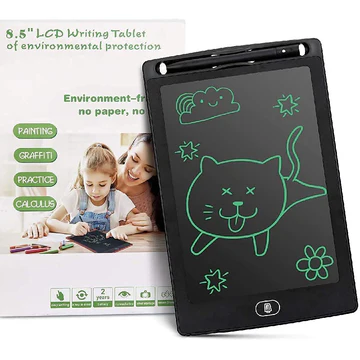 8.5" LCD Writing Tablet
of environmental protection
Environment-fr
no paper, no
PAINTING
GRAFFITI
PRACTICE
CALCULUS
2
years